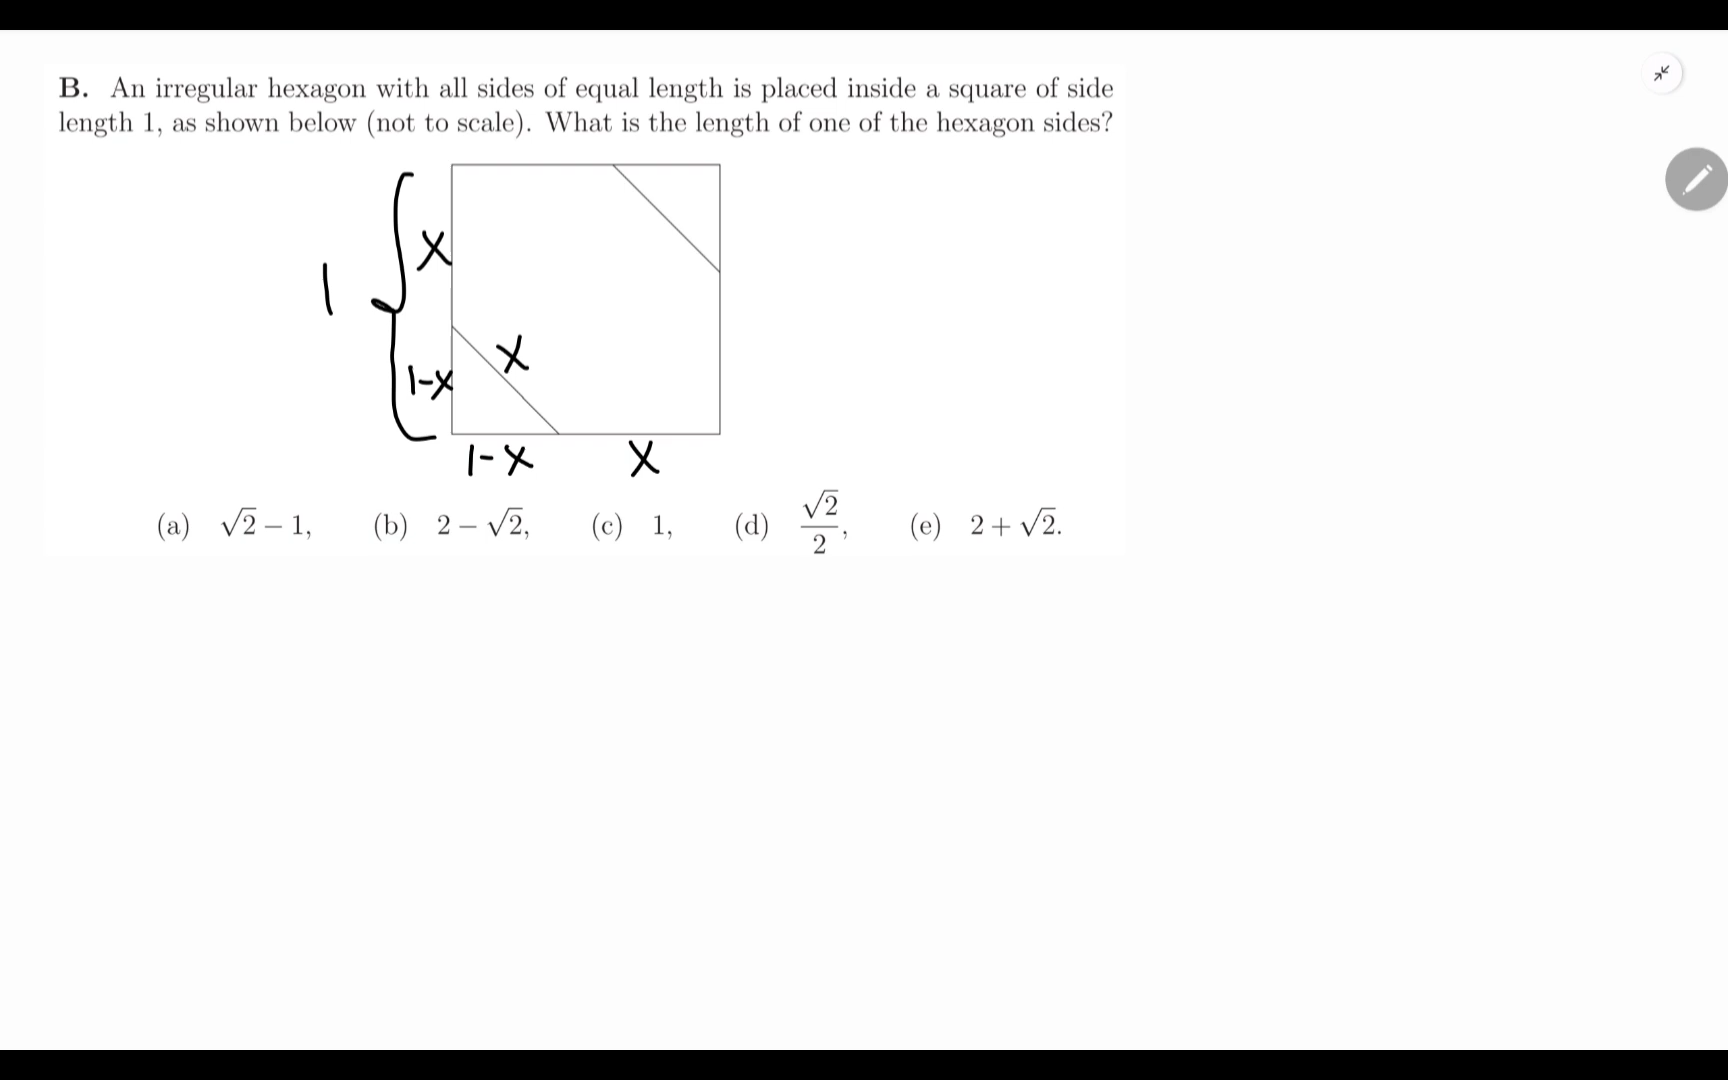 B. An irregular hexagon with all sides of equal length is placed inside a square of side
length 1, as shown below (not to scale). What is the length of one of the hexagon sides?
x
1
x
1-x
1-x x
(a) √2 – 1, (b) 2 – √2, (c) 1, (d) √2/2, (e) 2 + √2.